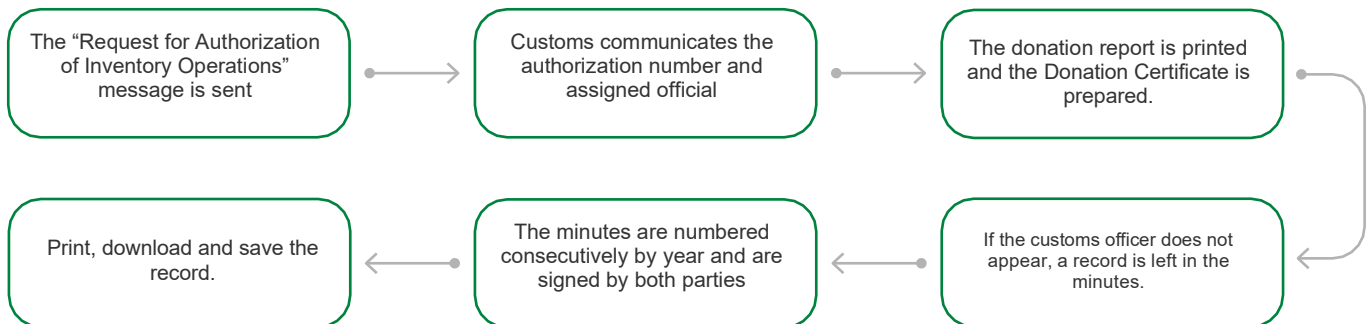 The “Request for Authorization
of Inventory Operations”
message is sent
Customs communicates the
authorization number and
assigned official
The donation report is printed
and the Donation Certificate is
prepared.
If the customs officer does not
appear, a record is left in the
minutes.
The minutes are numbered
consecutively by year and are
signed by both parties
Print, download and save the
record.